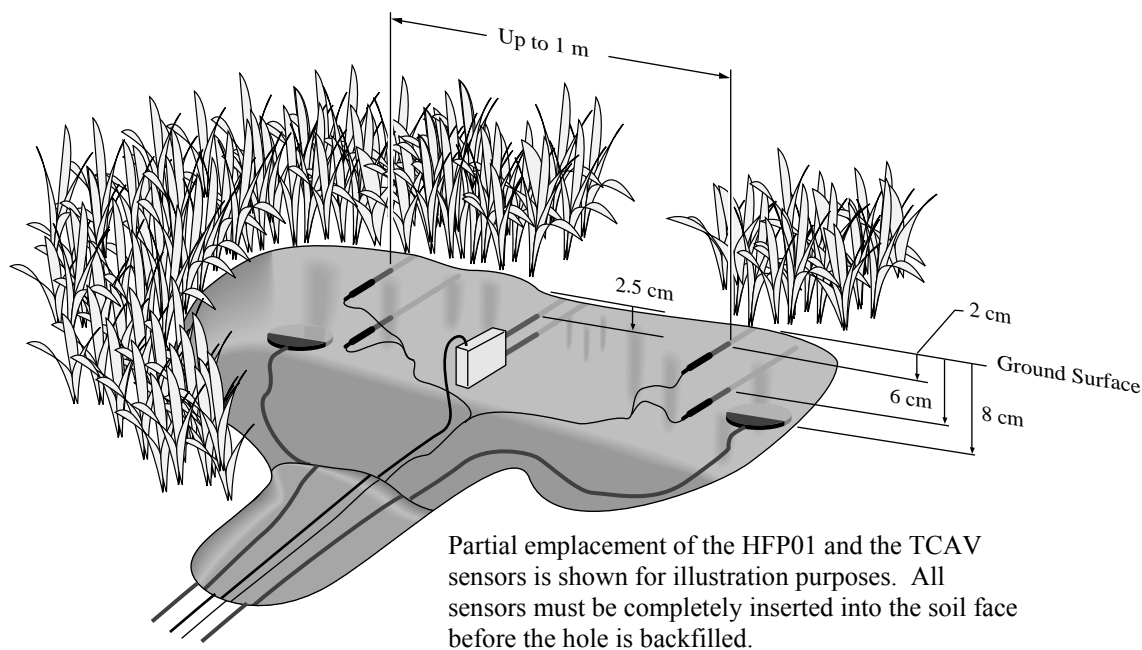 Up to 1 m
2.5 cm
2 cm
Ground Surface
6 cm
8 cm
Partial emplacement of the HFP01 and the TCAV
sensors is shown for illustration purposes.  All
sensors must be completely inserted into the soil face
before the hole is backfilled.